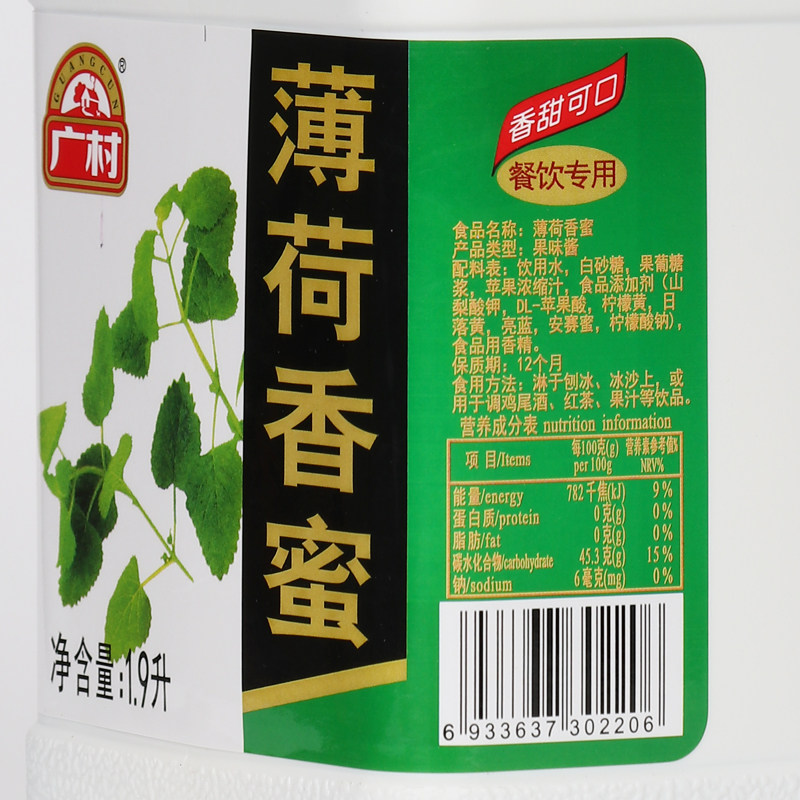 GUANGCUN
®
广村
薄荷香蜜
净含量:1.9升
香甜可口
餐饮专用
食品名称：薄荷香蜜
产品类型：果味酱
配料表：饮用水，白砂糖，果葡糖
浆，苹果浓缩汁，食品添加剂（山
梨酸钾，DL-苹果酸，柠檬黄，日
落黄，亮蓝，安赛蜜，柠檬酸钠），
食品用香精。
保质期：12个月
食用方法：淋于刨冰、冰沙上，或
用于调鸡尾酒、红茶、果汁等饮品。
营养成分表 nutrition information
项 目/Items 每100克(g) 营养素参考值%
per 100g NRV%
能量/energy 782 千焦(kJ) 9%
蛋白质/protein 0 克(g) 0%
脂肪/fat 0 克(g) 0%
碳水化合物/carbohydrate 45.3 克(g) 15%
钠/sodium 6 毫克(mg) 0%
6 933637 302206